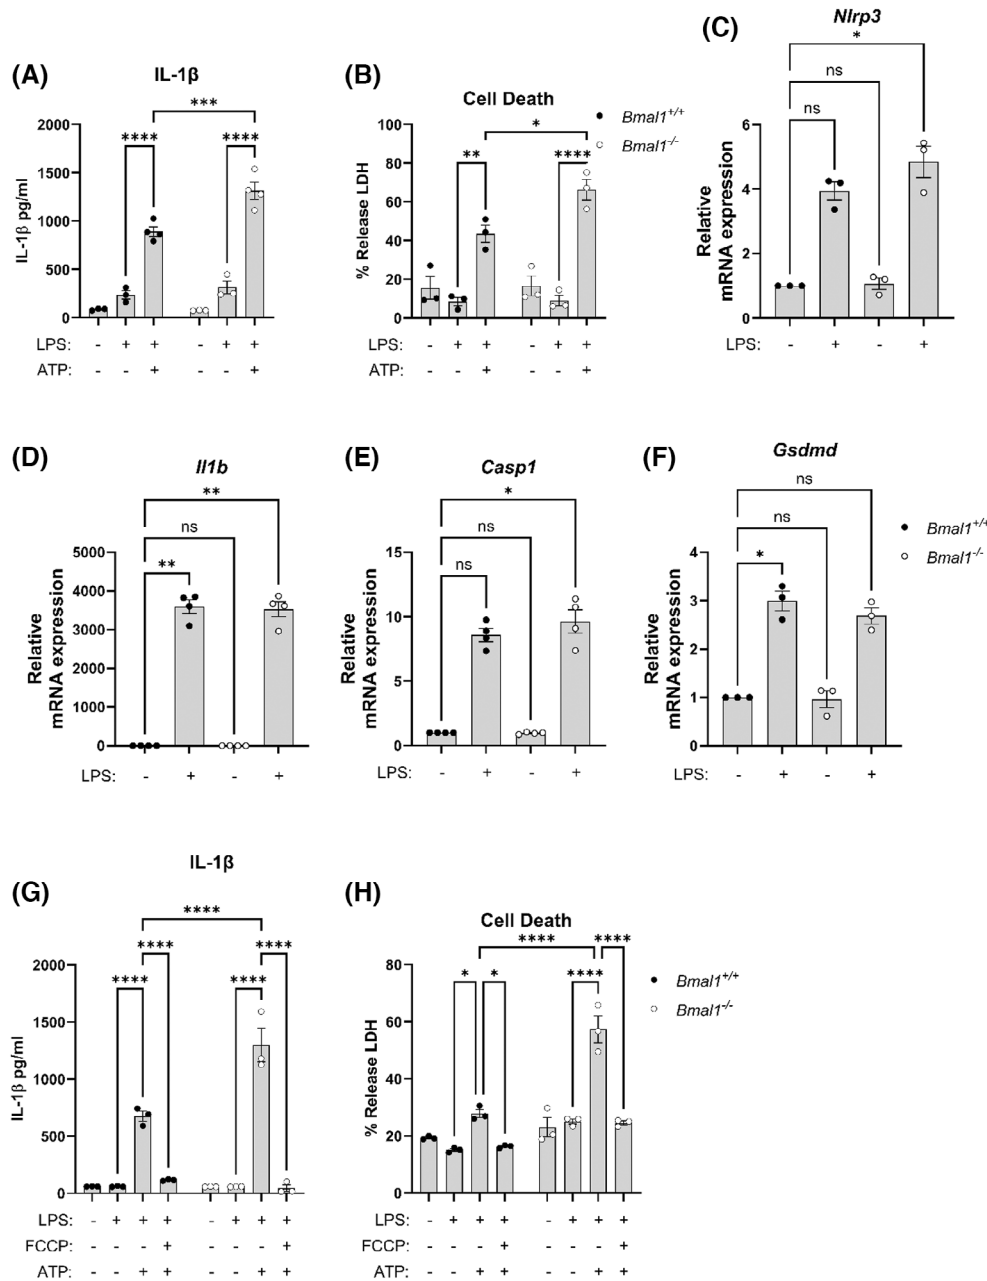 (A)
IL-1β
***
****
****
IL-1β pg/ml
2000
1500
1000
500
0
LPS: - + + - + +
ATP: - - + - - +
(B)
Cell Death
*
**
****
% Release LDH
100
80
60
40
20
0
LPS: - + + - + +
ATP: - - + - - +
Bmal1+/+
Bmal1-/-
(C)
Nlrp3
*
ns
ns
Relative
mRNA expression
6
4
2
0
LPS: - + - +
(D)
Il1b
**
ns
**
Relative
mRNA expression
5000
4000
3000
2000
1000
0
LPS: - + - +
(E)
Casp1
*
ns
ns
Relative
mRNA expression
15
10
5
0
LPS: - + - +
(F)
Gsdmd
ns
ns
*
Relative
mRNA expression
4
3
2
1
0
LPS: - + - +
Bmal1+/+
Bmal1-/-
(G)
IL-1β
****
****
****
****
****
IL-1β pg/ml
2000
1500
1000
500
0
LPS: - + + + - + + +
FCCP: - - - + - - - +
ATP: - - + + - - + +
(H)
Cell Death
****
****
*
*
****
% Release LDH
80
60
40
20
0
LPS: - + + + - + + +
FCCP: - - - + - - - +
ATP: - - + + - - + +
Bmal1+/+
Bmal1-/-